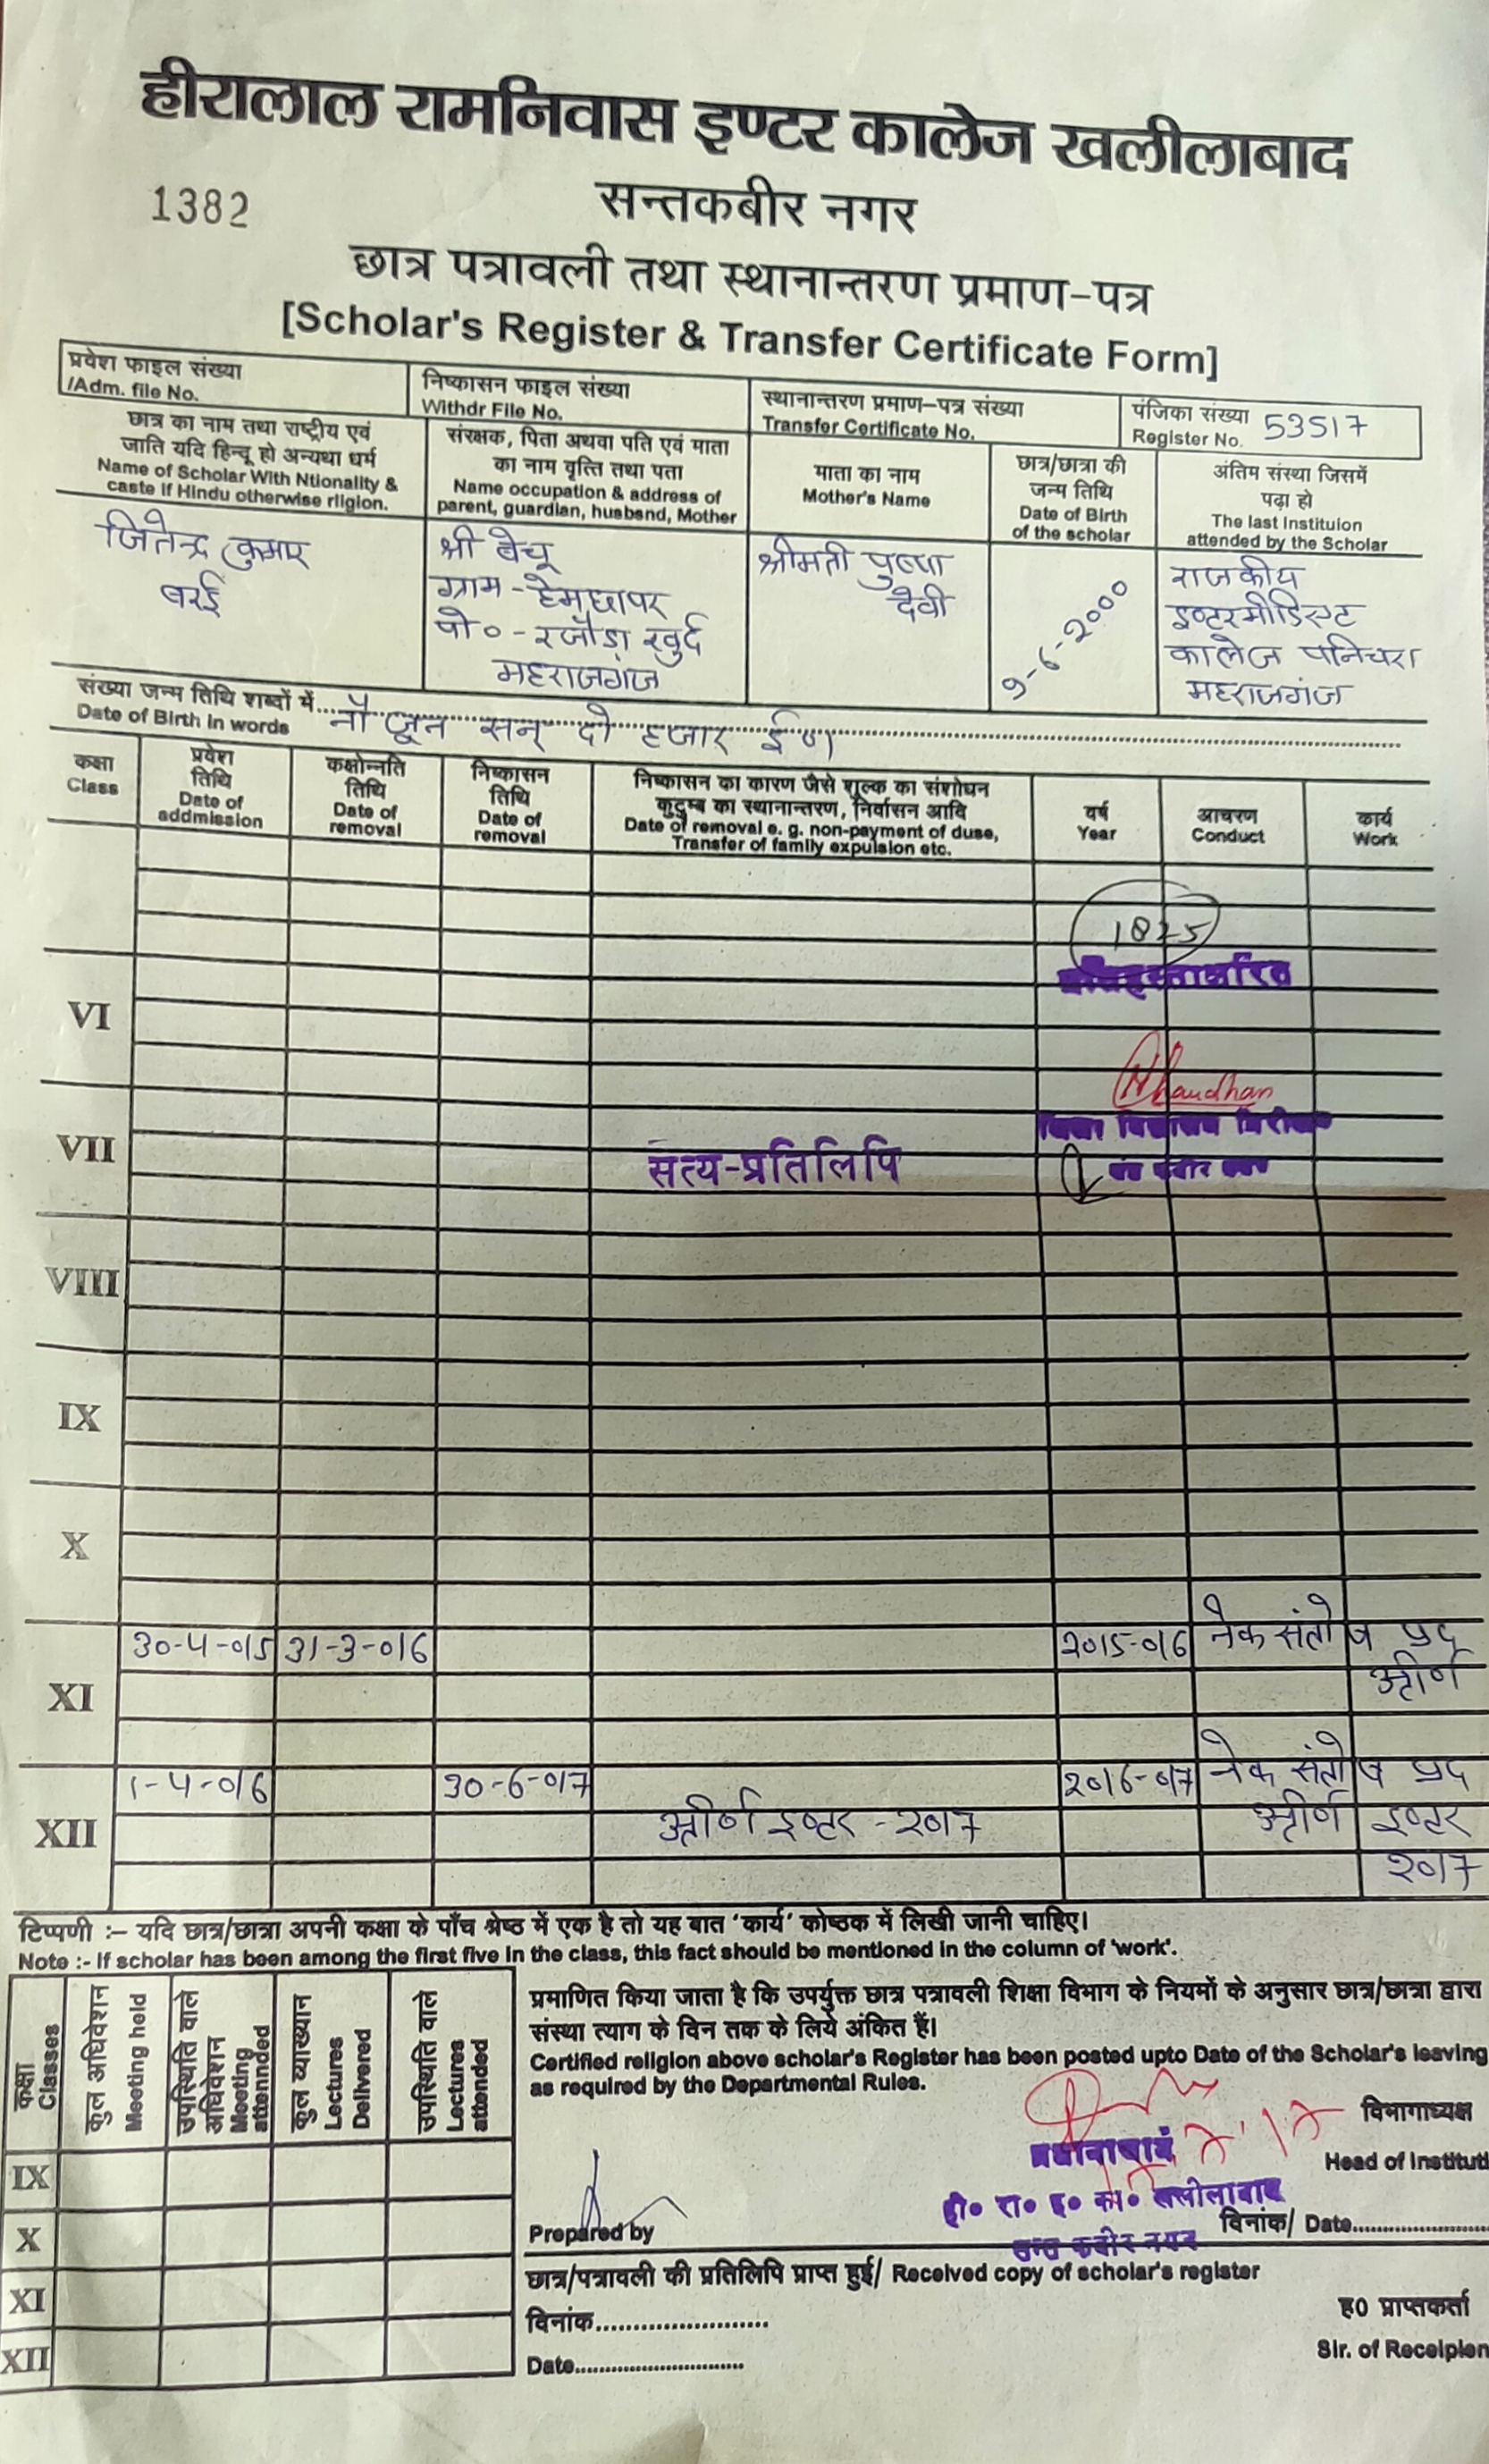 हीरालाल रामनिवास इण्टर कालेज खलीलाबाद
1382
सन्तकबीर नगर
छात्र पत्रावली तथा स्थानान्तरण प्रमाण-पत्र
[Scholar's Register & Transfer Certificate Form]
प्रवेश फाइल संख्या
/Adm. file No.
निष्कासन फाइल संख्या
Withdr File No.
स्थानान्तरण प्रमाण-पत्र संख्या
Transfer Certificate No.
पंजिका संख्या 53517
Register No.
छात्र का नाम तथा राष्ट्रीय एवं
जाति यदि हिन्दू हो अन्यथा धर्म
Name of Scholar With Ntionality &
caste if Hindu otherwise rligion.
संरक्षक, पिता अथवा पति एवं माता
का नाम वृत्ति तथा पता
Name occupation & address of
parent, guardian, husband, Mother
माता का नाम
Mother's Name
छात्र/छात्रा की
जन्म तिथि
Date of Birth
of the scholar
अंतिम संस्था जिसमें
पढ़ा हो
The last Instituion
attended by the Scholar
जितेन्द्र कुमार
बरई
श्री बेचू
ग्राम - हेमछापर
पो० - रजौड़ा खुर्द
महराजगंज
श्रीमती पुष्पा
देवी
9-6-2000
राजकीय
इण्टरमीडिएट
कालेज पनिचरा
महराजगंज
संख्या जन्म तिथि शब्दों में... नौ जून सन् दो हजार ई०
Date of Birth in words
कक्षा
Class
प्रवेश
तिथि
Date of
addmission
कक्षोन्नति
तिथि
Date of
removal
निष्कासन
तिथि
Date of
removal
निष्कासन का कारण जैसे शूल्क का संशोधन
कुटुम्ब का स्थानान्तरण, निर्वासन आदि
Date of removal e. g. non-payment of duse,
Transfer of family expulsion etc.
वर्ष
Year
आचरण
Conduct
कार्य
Work
1825
प्रतिहस्ताक्षरित
VI
Chaudhan
जिला विद्यालय निरीक्षक
VII
सत्य-प्रतिलिपि
संत कबीर नगर
VIII
IX
X
XI
30-4-015 31-3-016 2015-016 नेक संतोष प्रद
उत्तीर्ण
XII
1-4-016 30-6-017 2016-017 नेक संतोष प्रद
उत्तीर्ण इण्टर - 2017 उत्तीर्ण इण्टर
2017
टिप्पणी :– यदि छात्र/छात्रा अपनी कक्षा के पाँच श्रेष्ठ में एक है तो यह बात 'कार्य' कोष्ठक में लिखी जानी चाहिए।
Note :- If scholar has been among the first five in the class, this fact should be mentioned in the column of 'work'.
कक्षा
Classes
कुल अधिवेशन
Meeting held
उपस्थिति वाले
अधिवेशन
Meeting
attennded
कुल व्याख्यान
Lectures
Delivered
उपस्थिति वाले
Lectures
attended
IX
X
XI
XII
प्रमाणित किया जाता है कि उपर्युक्त छात्र पत्रावली शिक्षा विभाग के नियमों के अनुसार छात्र/छात्रा द्वारा
संस्था त्याग के दिन तक के लिये अंकित हैं।
Certified religion above scholar's Register has been posted upto Date of the Scholar's leaving
as required by the Departmental Rules.
विभागाध्यक्ष
प्रधानाचार्य
Head of Instituti
ही० रा० इ० का० खलीलाबाद
सन्त कबीर नगर
Prepared by
दिनांक/ Date....................
छात्र/पत्रावली की प्रतिलिपि प्राप्त हुई/ Received copy of scholar's register
दिनांक.......................
ह0 प्राप्तकर्ता
Date............................
Sir. of Receipien